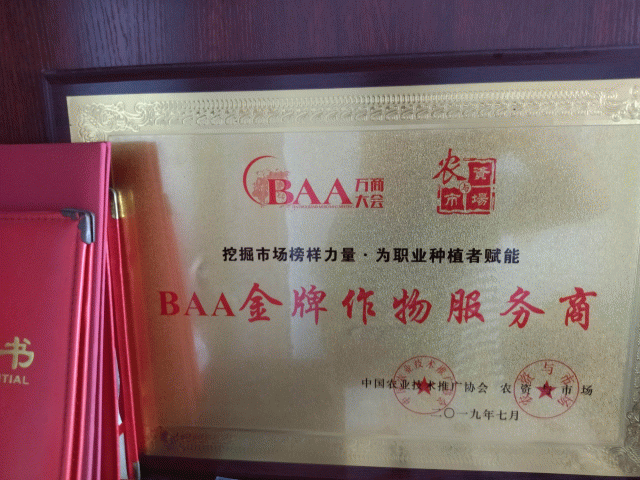 BAA万商大会
农资与市場
挖掘市场榜样力量·为职业种植者赋能
BAA金牌作物服务商
中国农业技术推广协会 农资与市场
二〇一九年七月
书
TIAL